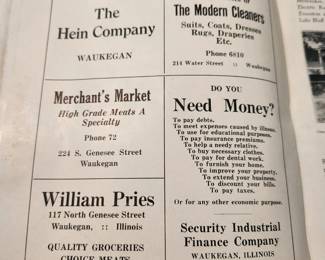 The
Hein Company
WAUKEGAN
The Modern Cleaners
Suits, Coats, Dresses
Rugs, Draperies
Etc.
Phone 6810
214 Water Street :: Waukegan
Merchant's Market
High Grade Meats A
Specialty
Phone 72
224 S. Genesee Street
Waukegan
DO YOU
Need Money?
To pay debts.
To meet expenses caused by illness.
To use for educational purposes.
To pay insurance premiums.
To help a needy relative.
To buy necessary clothes.
To pay for dental work.
To furnish your home.
To improve your property.
To extend your business.
To discount your bills.
To pay taxes.
Or for any other economic purpose.
Security Industrial
Finance Company
WAUKEGAN, ILLINOIS
William Pries
117 North Genesee Street
Waukegan, :: Illinois
QUALITY GROCERIES
CHOICE MEATS